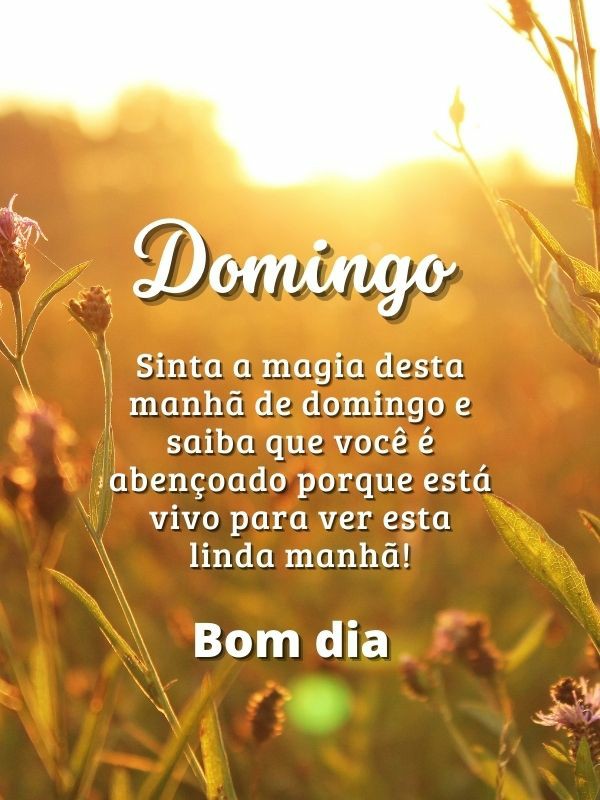 Domingo
Sinta a magia desta
manhã de domingo e
saiba que você é
abençoado porque está
vivo para ver esta
linda manhã!
Bom dia